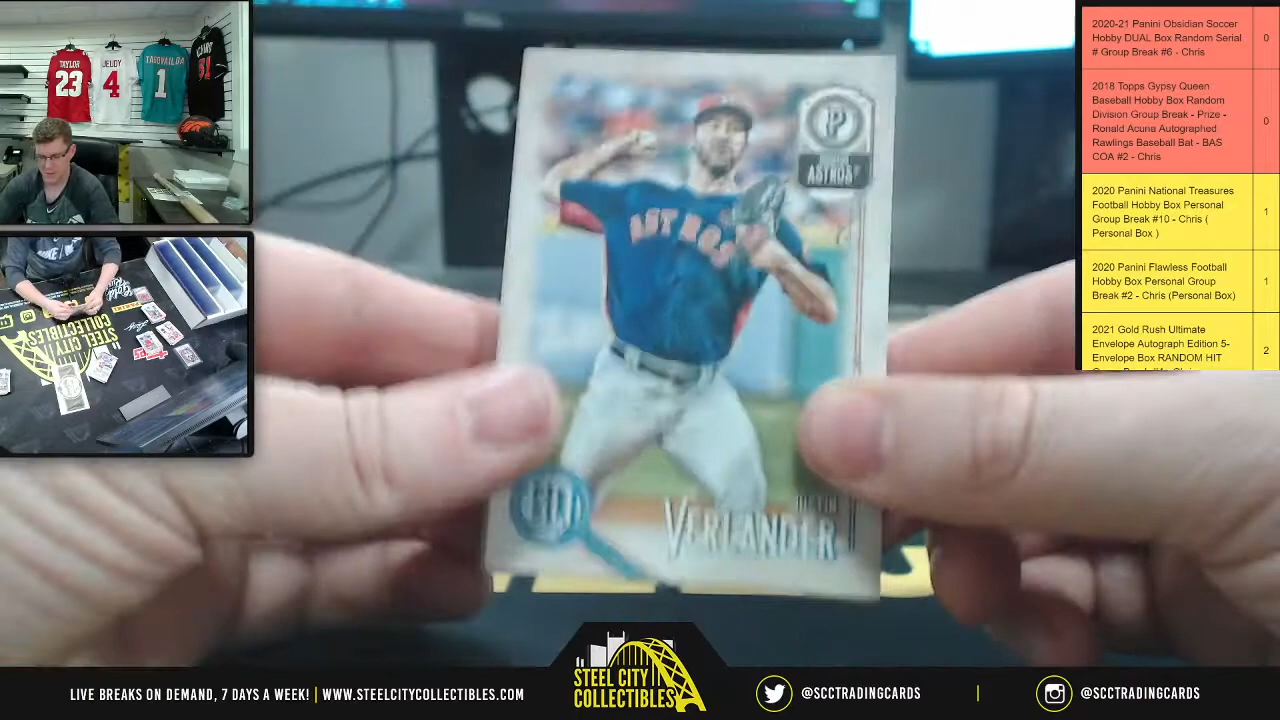 TAYLOR
23
JEUDY
4
TAGOVAILOA
1
31
STEEL CITY
COLLECTIBLES
P
ASTROS
ASTROS
GQ
JUSTIN
VERLANDER
2020-21 Panini Obsidian Soccer
Hobby DUAL Box Random Serial
# Group Break #6 - Chris
0
2018 Topps Gypsy Queen
Baseball Hobby Box Random
Division Group Break - Prize -
Ronald Acuna Autographed
Rawlings Baseball Bat - BAS
COA #2 - Chris
0
2020 Panini National Treasures
Football Hobby Box Personal
Group Break #10 - Chris (
Personal Box )
1
2020 Panini Flawless Football
Hobby Box Personal Group
Break #2 - Chris (Personal Box)
1
2021 Gold Rush Ultimate
Envelope Autograph Edition 5-
Envelope Box RANDOM HIT
2
LIVE BREAKS ON DEMAND, 7 DAYS A WEEK! | WWW.STEELCITYCOLLECTIBLES.COM
STEEL CITY
COLLECTIBLES
@SCCTRADINGCARDS
@SCCTRADINGCARDS